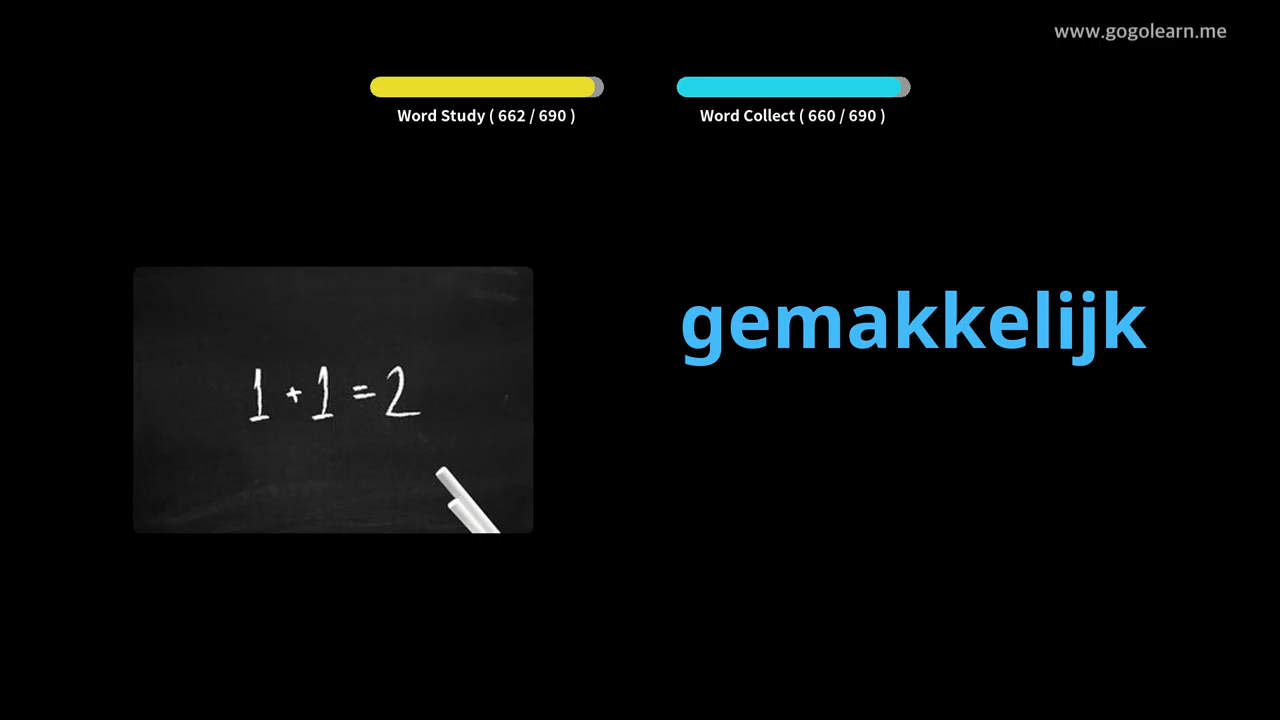 www.gogolearn.me
Word Study ( 662 / 690 )
Word Collect ( 660 / 690 )
gemakkelijk
1 + 1 = 2